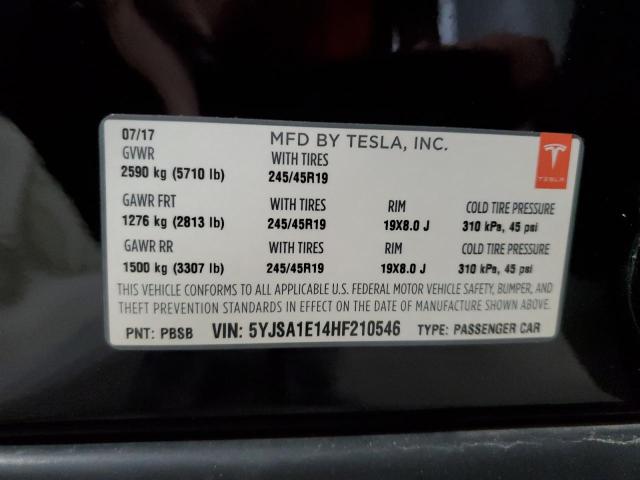 07/17 MFD BY TESLA, INC.
GVWR WITH TIRES
2590 kg (5710 lb) 245/45R19
TESLA
GAWR FRT WITH TIRES RIM COLD TIRE PRESSURE
1276 kg (2813 lb) 245/45R19 19X8.0 J 310 kPa, 45 psi
GAWR RR WITH TIRES RIM COLD TIRE PRESSURE
1500 kg (3307 lb) 245/45R19 19X8.0 J 310 kPa, 45 psi
THIS VEHICLE CONFORMS TO ALL APPLICABLE U.S. FEDERAL MOTOR VEHICLE SAFETY, BUMPER, AND
THEFT PREVENTION STANDARDS IN EFFECT ON THE DATE OF MANUFACTURE SHOWN ABOVE.
PNT: PBSB VIN: 5YJSA1E14HF210546 TYPE: PASSENGER CAR